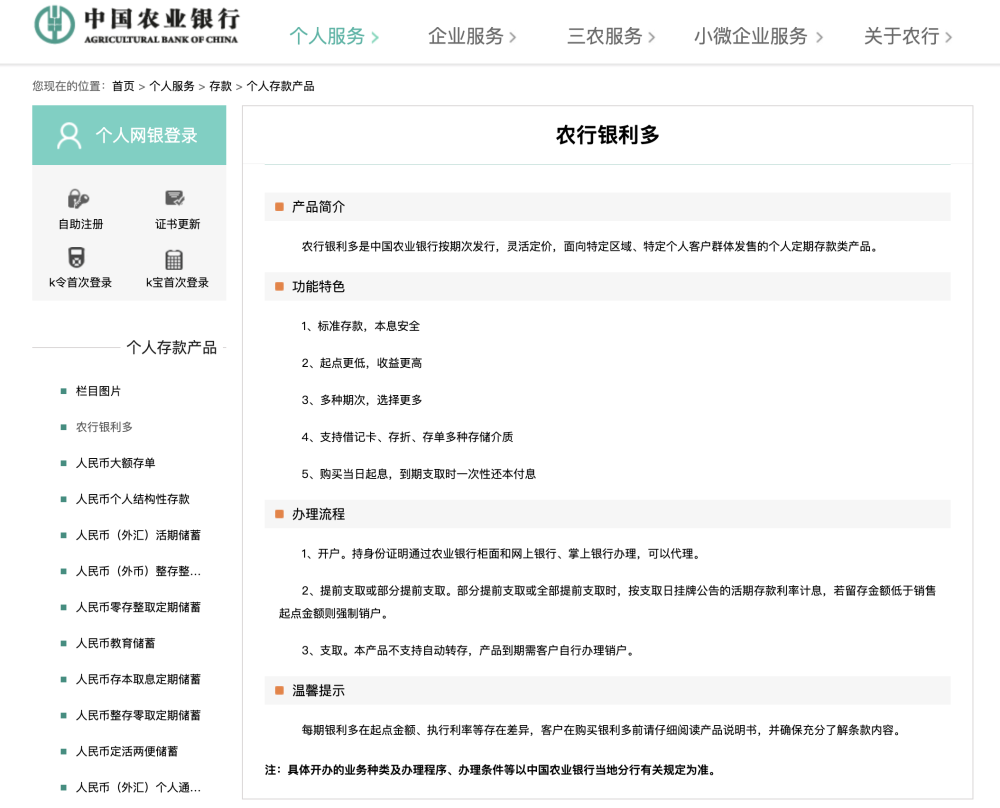 中国农业银行
AGRICULTURAL BANK OF CHINA
个人服务 > 企业服务 > 三农服务 > 小微企业服务 > 关于农行 >
您现在的位置：首页 > 个人服务 > 存款 > 个人存款产品
个人网银登录
自助注册 证书更新
k令首次登录 k宝首次登录
个人存款产品
栏目图片
农行银利多
人民币大额存单
人民币个人结构性存款
人民币（外汇）活期储蓄
人民币（外币）整存整...
人民币零存整取定期储蓄
人民币教育储蓄
人民币存本取息定期储蓄
人民币整存零取定期储蓄
人民币定活两便储蓄
人民币（外汇）个人通...
农行银利多
产品简介
农行银利多是中国农业银行按期次发行，灵活定价，面向特定区域、特定个人客户群体发售的个人定期存款类产品。
功能特色
1、标准存款，本息安全
2、起点更低，收益更高
3、多种期次，选择更多
4、支持借记卡、存折、存单多种存储介质
5、购买当日起息，到期支取时一次性还本付息
办理流程
1、开户。持身份证明通过农业银行柜面和网上银行、掌上银行办理，可以代理。
2、提前支取或部分提前支取。部分提前支取或全部提前支取时，按支取日挂牌公告的活期存款利率计息，若留存金额低于销售
起点金额则强制销户。
3、支取。本产品不支持自动转存，产品到期需客户自行办理销户。
温馨提示
每期银利多在起点金额、执行利率等存在差异，客户在购买银利多前请仔细阅读产品说明书，并确保充分了解条款内容。
注：具体开办的业务种类及办理程序、办理条件等以中国农业银行当地分行有关规定为准。